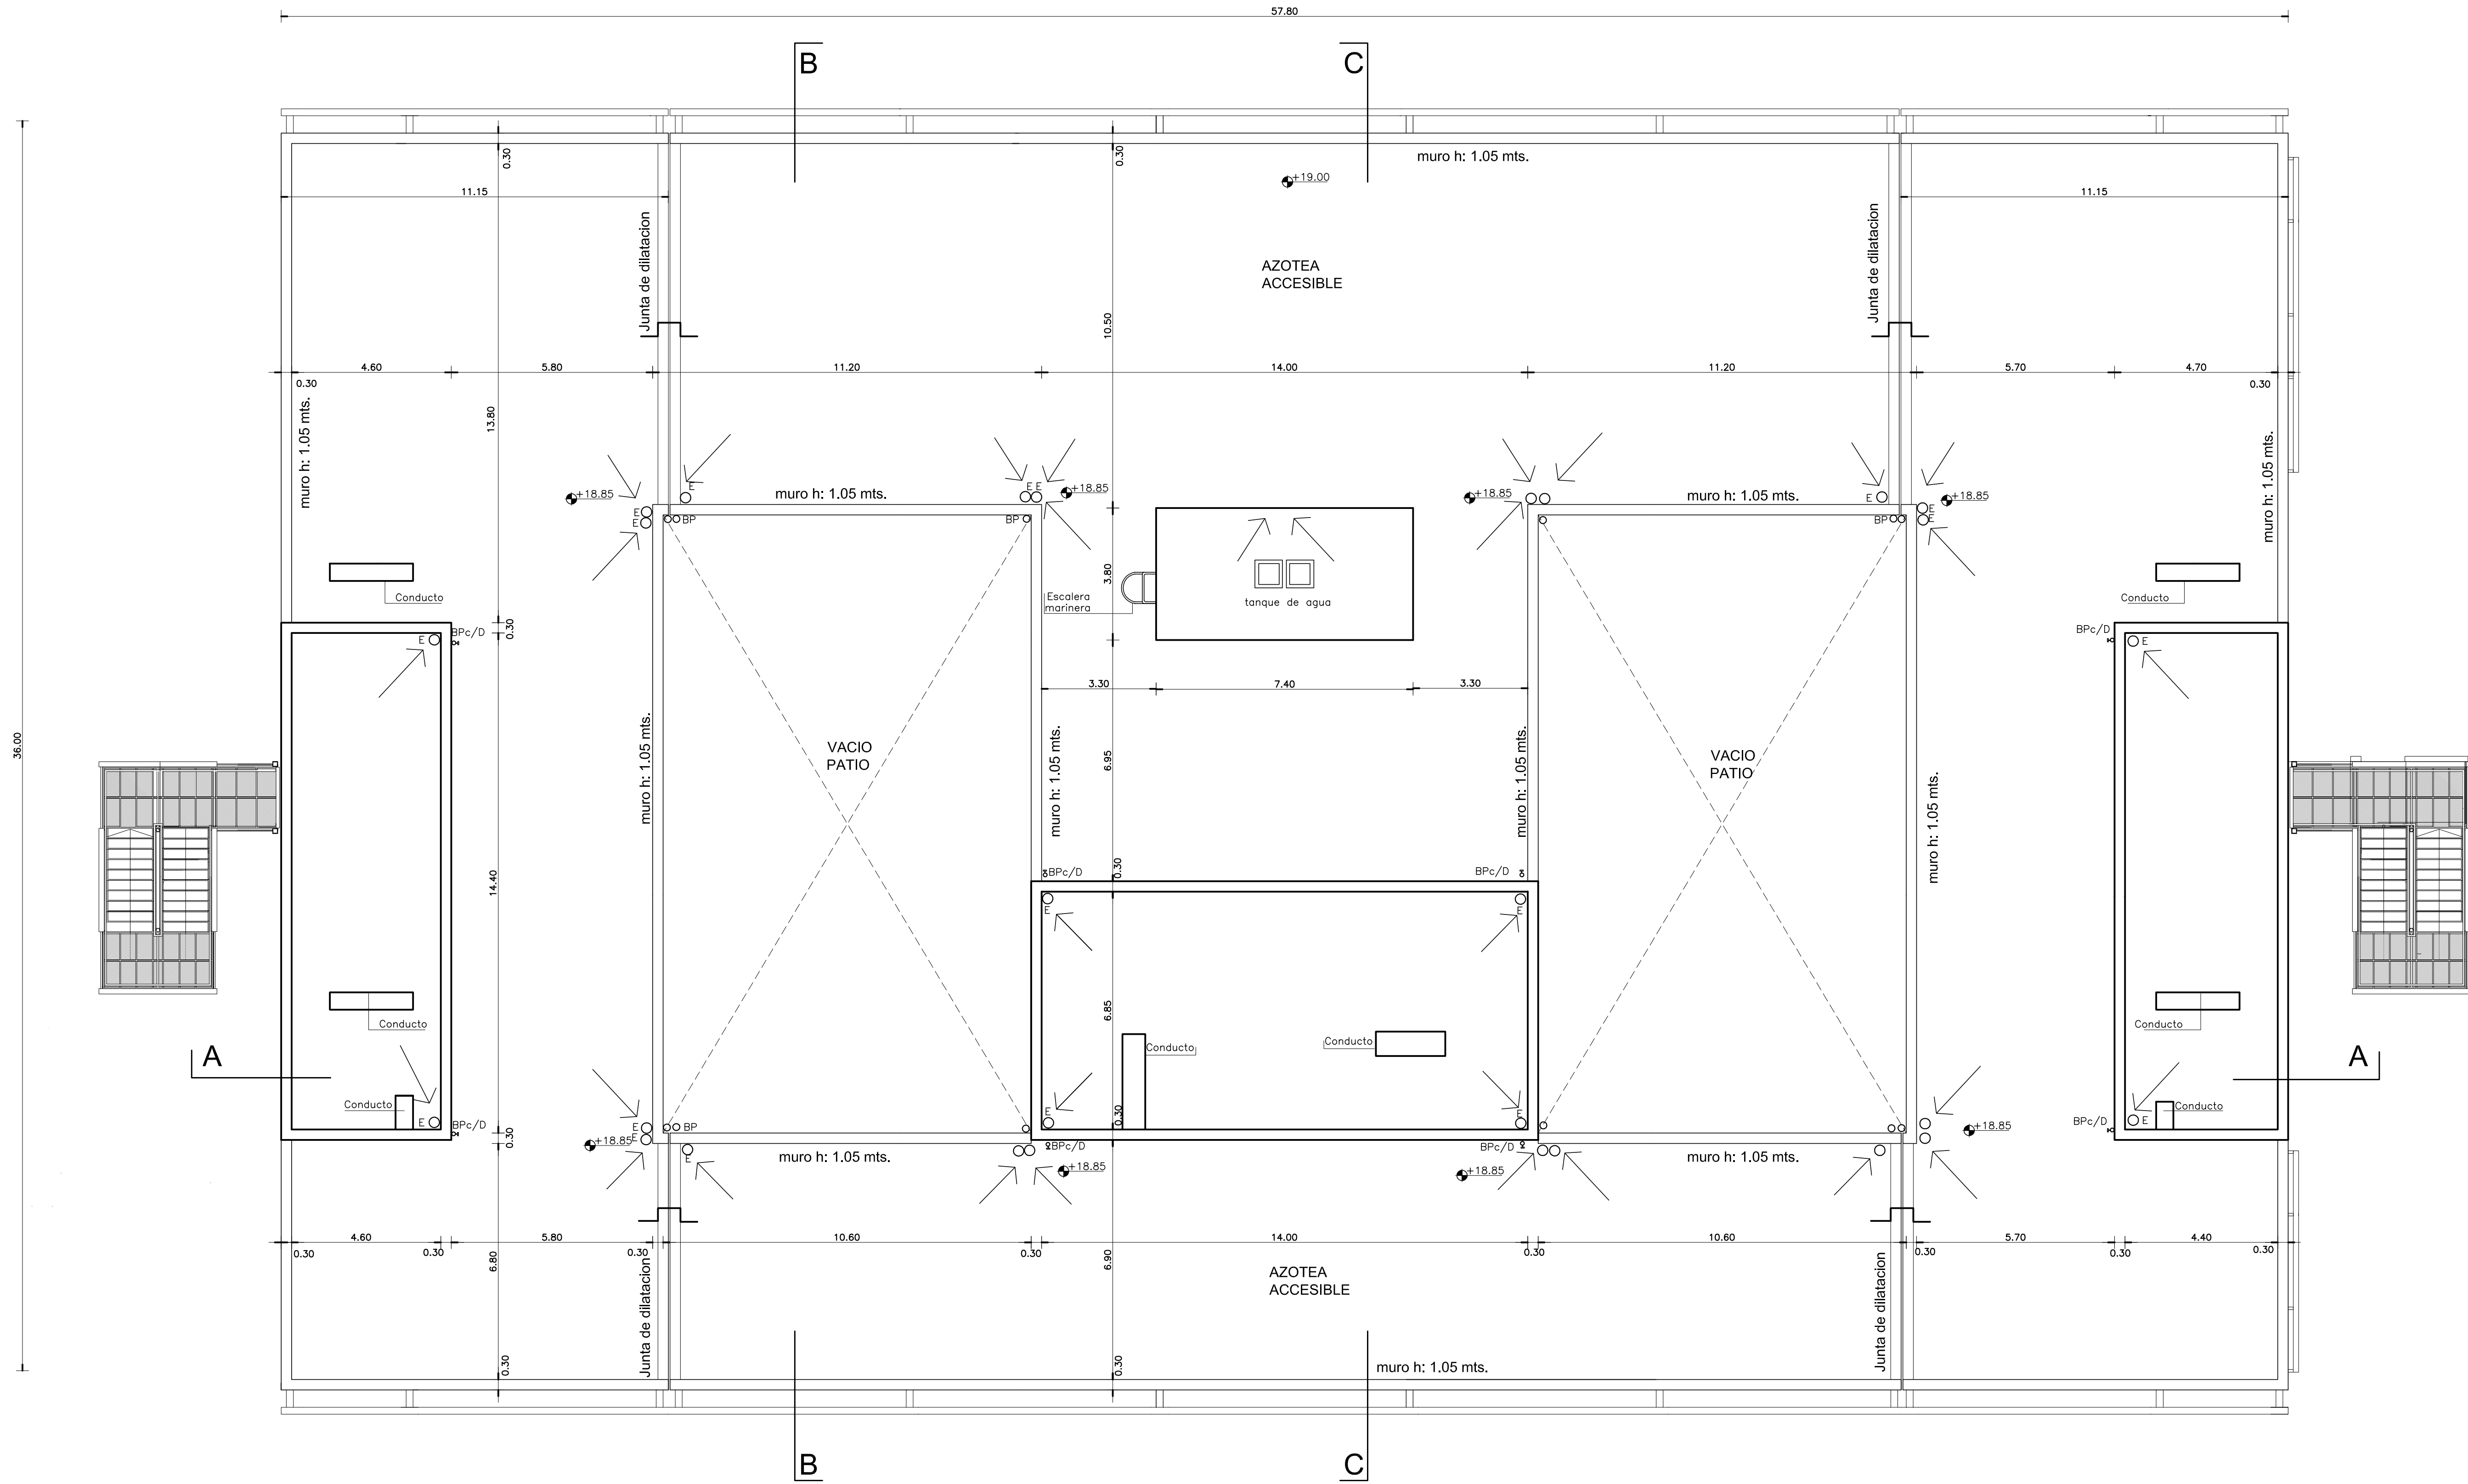 57.80
B
C
36.00
0.30
0.30
muro h: 1.05 mts.
+19.00
11.15
11.15
Junta de dilatacion
Junta de dilatacion
AZOTEA
ACCESIBLE
10.50
4.60
5.80
11.20
14.00
11.20
5.70
4.70
0.30
0.30
muro h: 1.05 mts.
13.80
muro h: 1.05 mts.
E
muro h: 1.05 mts.
E E
+18.85
+18.85
+18.85
muro h: 1.05 mts.
E
+18.85
E
E
E
E
BP
BP
BP
Conducto
Escalera
marinera
3.80
tanque de agua
Conducto
0.30
BPc/D
E
BPc/D
E
3.30
7.40
3.30
muro h: 1.05 mts.
muro h: 1.05 mts.
muro h: 1.05 mts.
muro h: 1.05 mts.
VACIO
PATIO
6.95
VACIO
PATIO
14.40
BPc/D
0.30
BPc/D
E
E
6.85
Conducto
Conducto
Conducto
Conducto
A
A
Conducto
Conducto
E
BPc/D
E
E
0.30
BPc/D
E
E
E
BP
+18.85
0.30
E
muro h: 1.05 mts.
BPc/D
+18.85
BPc/D
+18.85
muro h: 1.05 mts.
+18.85
4.60
5.80
10.60
14.00
10.60
5.70
4.40
0.30
0.30
0.30
0.30
0.30
0.30
0.30
0.30
6.80
6.90
Junta de dilatacion
Junta de dilatacion
AZOTEA
ACCESIBLE
0.30
0.30
muro h: 1.05 mts.
B
C